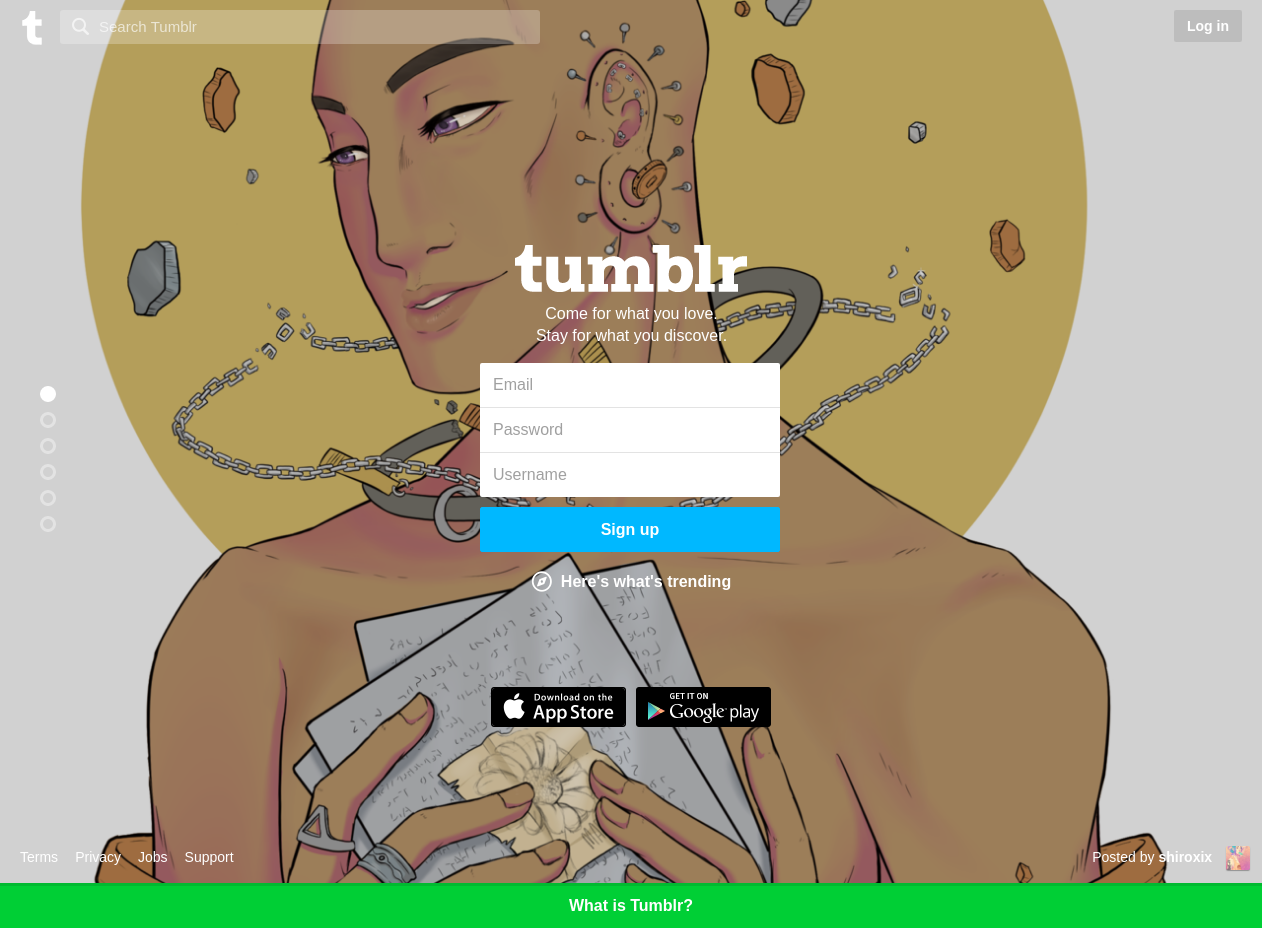 t
Search Tumblr
Log in
tumblr
Come for what you love.
Stay for what you discover.
Email
Password
Username
Sign up
Here's what's trending
Download on the
App Store
GET IT ON
Google play
Terms Privacy Jobs Support
Posted by shiroxix
What is Tumblr?